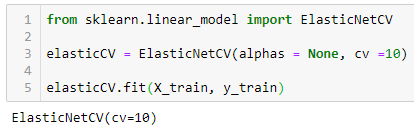 1 from sklearn.linear_model import ElasticNetCV
2
3 elasticCV = ElasticNetCV(alphas = None, cv =10)
4
5 elasticCV.fit(X_train, y_train)
ElasticNetCV(cv=10)